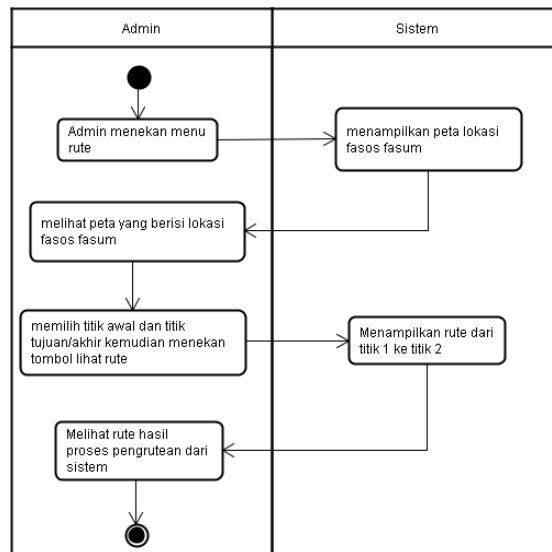 Admin
Sistem
Admin menekan menu
rute
menampilkan peta lokasi
fasos fasum
melihat peta yang berisi lokasi
fasos fasum
memilih titik awal dan titik
tujuan/akhir kemudian menekan
tombol lihat rute
Menampilkan rute dari
titik 1 ke titik 2
Melihat rute hasil
proses pengrutean dari
sistem